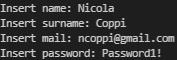 Insert name: Nicola
Insert surname: Coppi
Insert mail: ncoppi@gmail.com
Insert password: Password1!